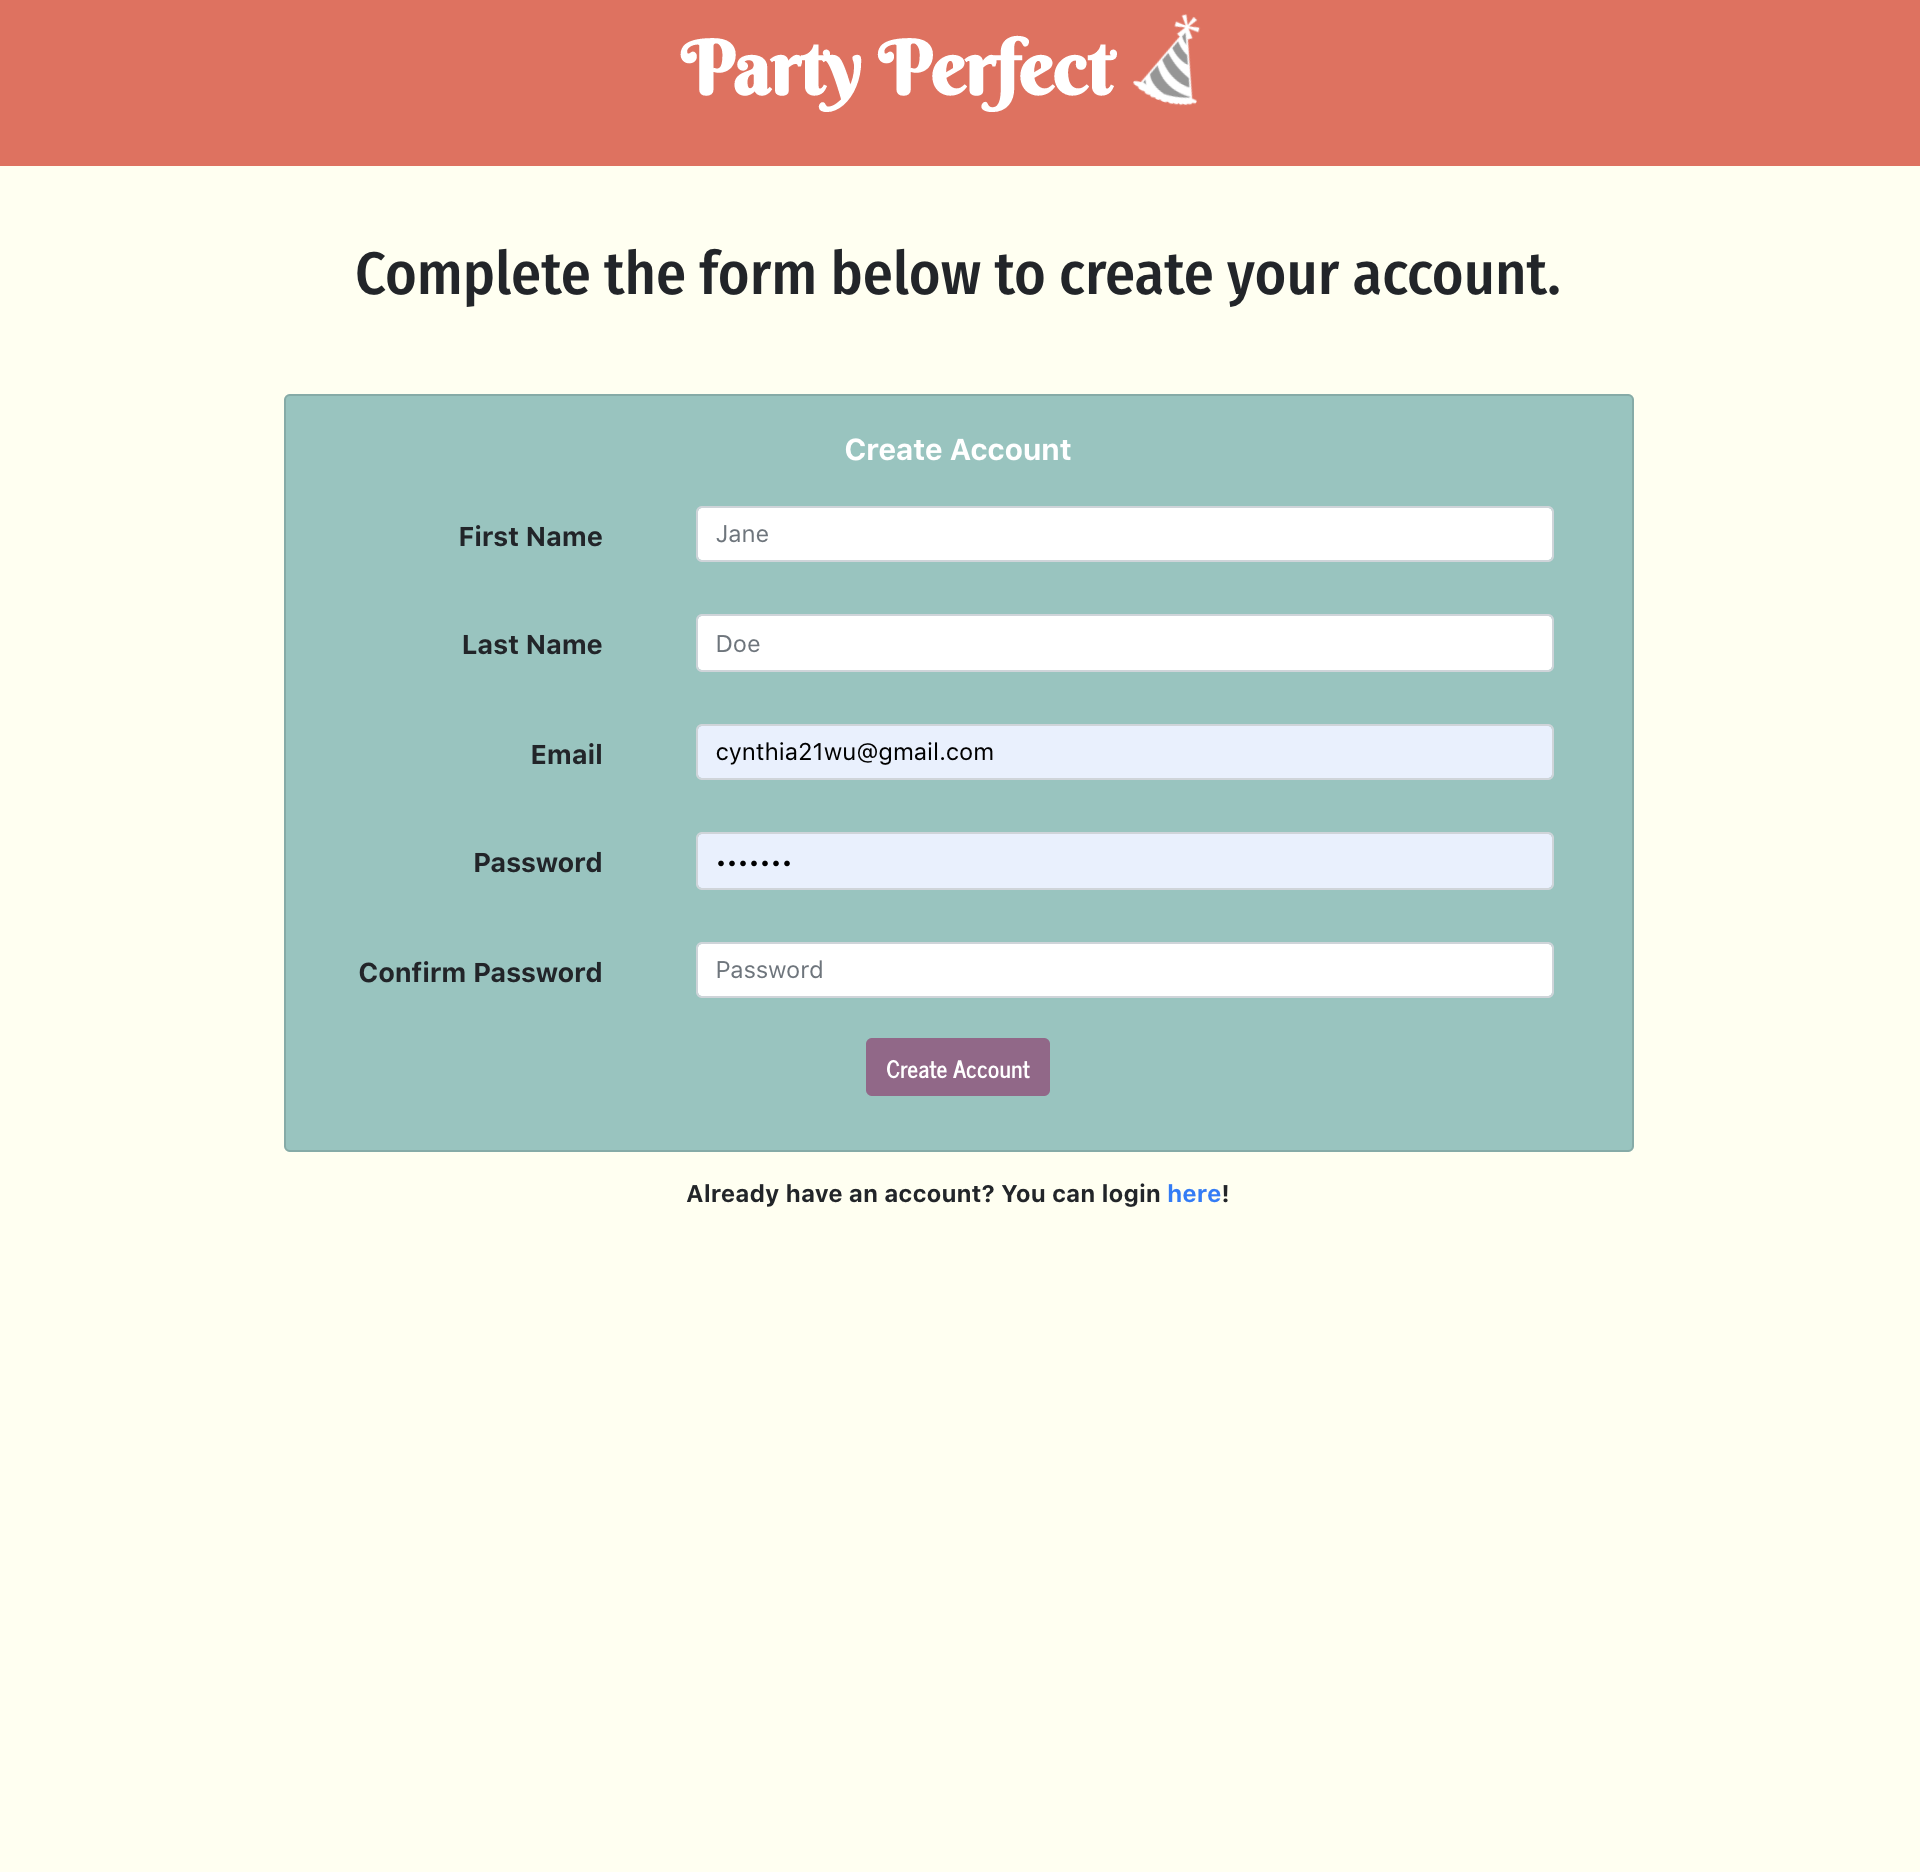 Party Perfect
Complete the form below to create your account.
Create Account
First Name
Jane
Last Name
Doe
Email
cynthia21wu@gmail.com
Password
•••••••
Confirm Password
Password
Create Account
Already have an account? You can login here!